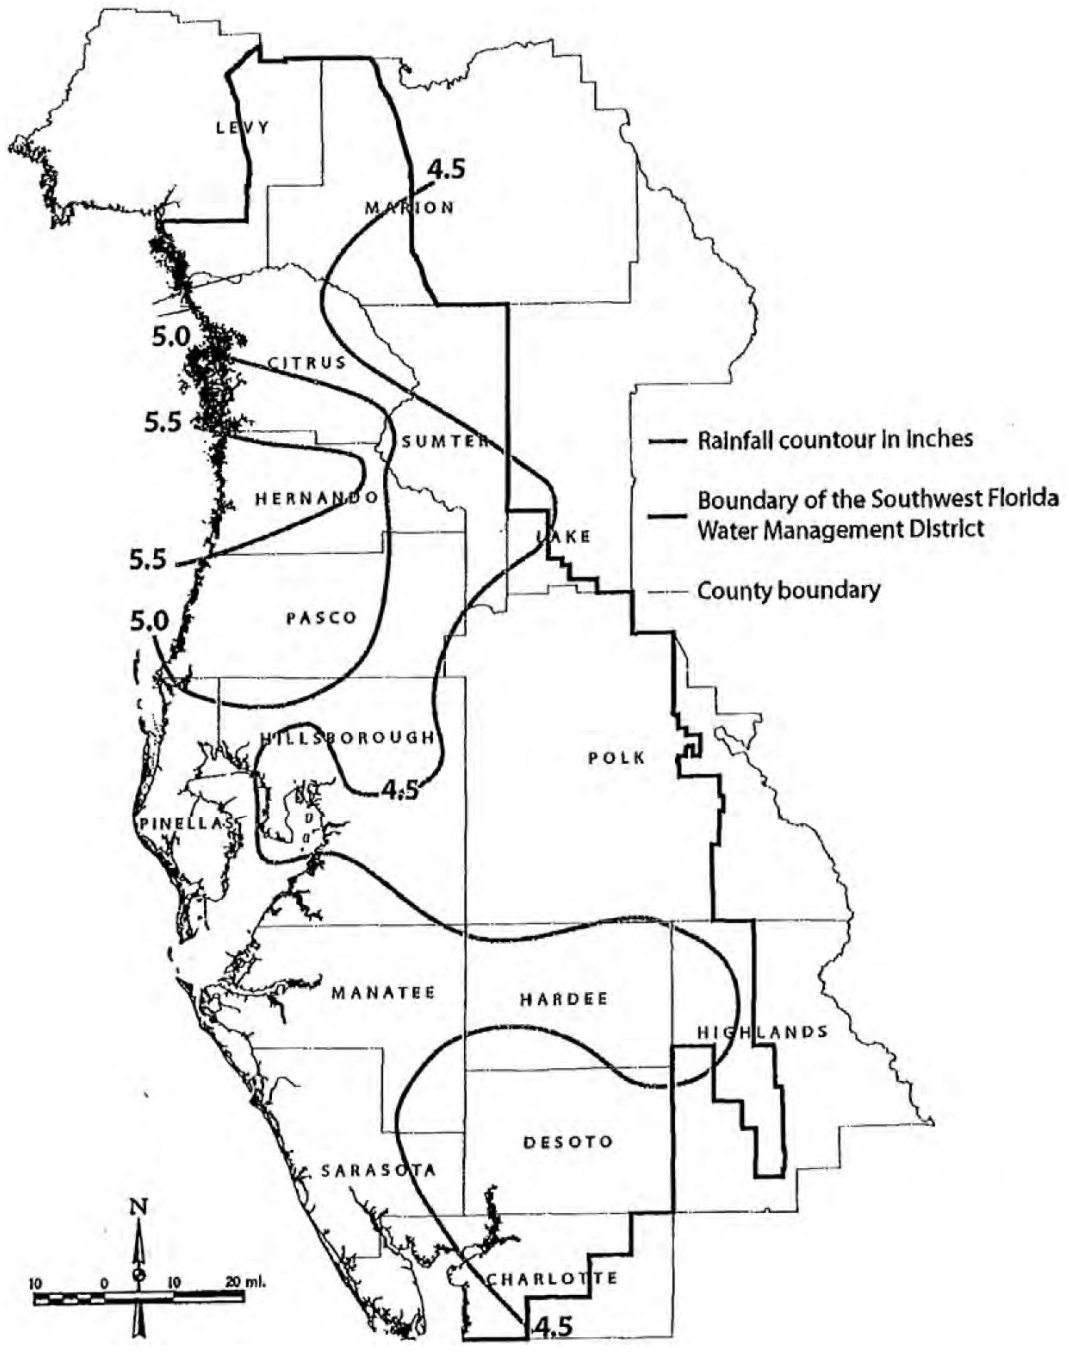 LEVY
4.5
MARION
5.0
CITRUS
5.5
SUMTER
Rainfall countour in inches
HERNANDO
Boundary of the Southwest Florida
Water Management District
LAKE
5.5
County boundary
PASCO
5.0
HILLSBOROUGH
POLK
4.5
PINELLAS
MANATEE
HARDEE
HIGHLANDS
DESOTO
SARASOTA
N
CHARLOTTE
10 0 10 20 mi.
4.5